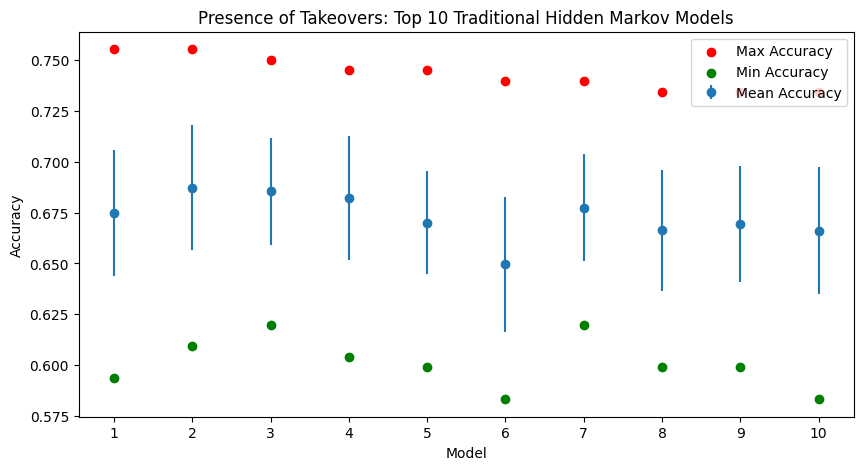 Presence of Takeovers: Top 10 Traditional Hidden Markov Models
Max Accuracy
Min Accuracy
Mean Accuracy
Accuracy
0.750
0.725
0.700
0.675
0.650
0.625
0.600
0.575
1 2 3 4 5 6 7 8 9 10
Model